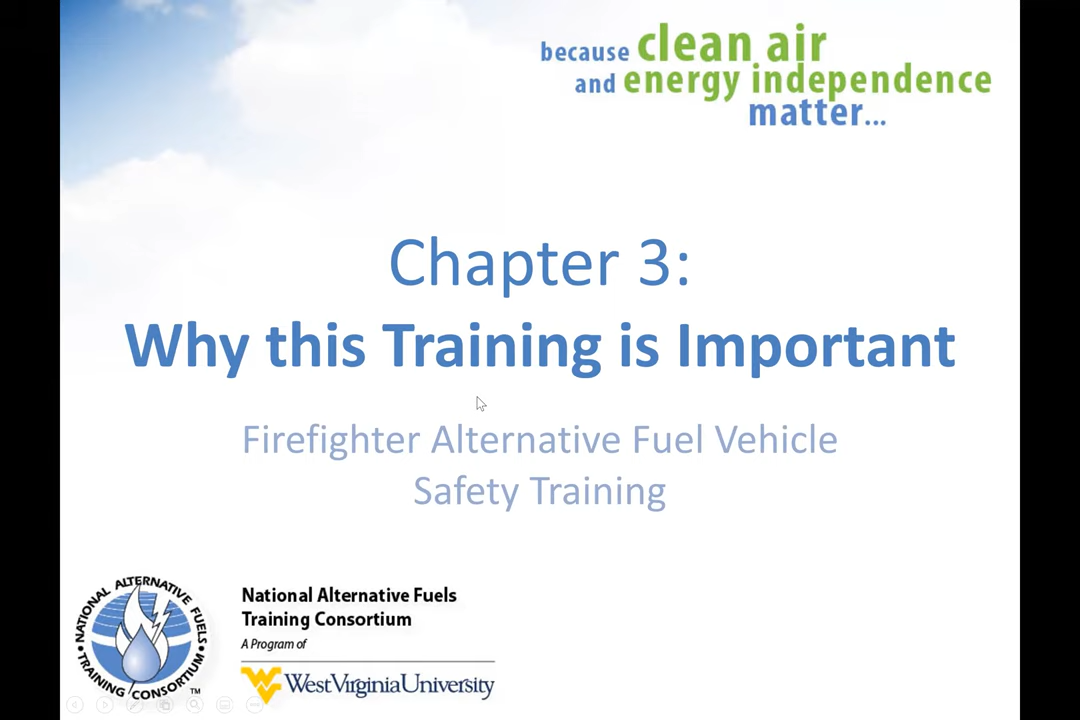 because clean air
and energy independence
matter...
Chapter 3:
Why this Training is Important
Firefighter Alternative Fuel Vehicle
Safety Training
NATIONAL ALTERNATIVE FUELS
• TRAINING CONSORTIUM •
TM
National Alternative Fuels
Training Consortium
A Program of
WestVirginiaUniversity